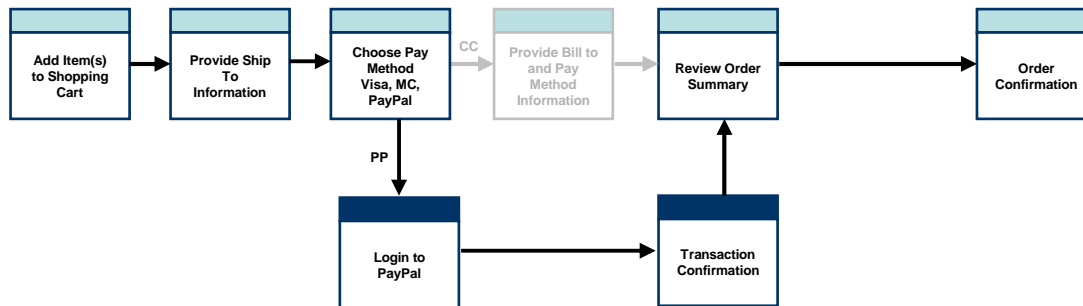 Add Item(s)
to Shopping
Cart
Provide Ship
To
Information
Choose Pay
Method
Visa, MC,
PayPal
CC
Provide Bill to
and Pay
Method
Information
Review Order
Summary
Order
Confirmation
PP
Login to
PayPal
Transaction
Confirmation